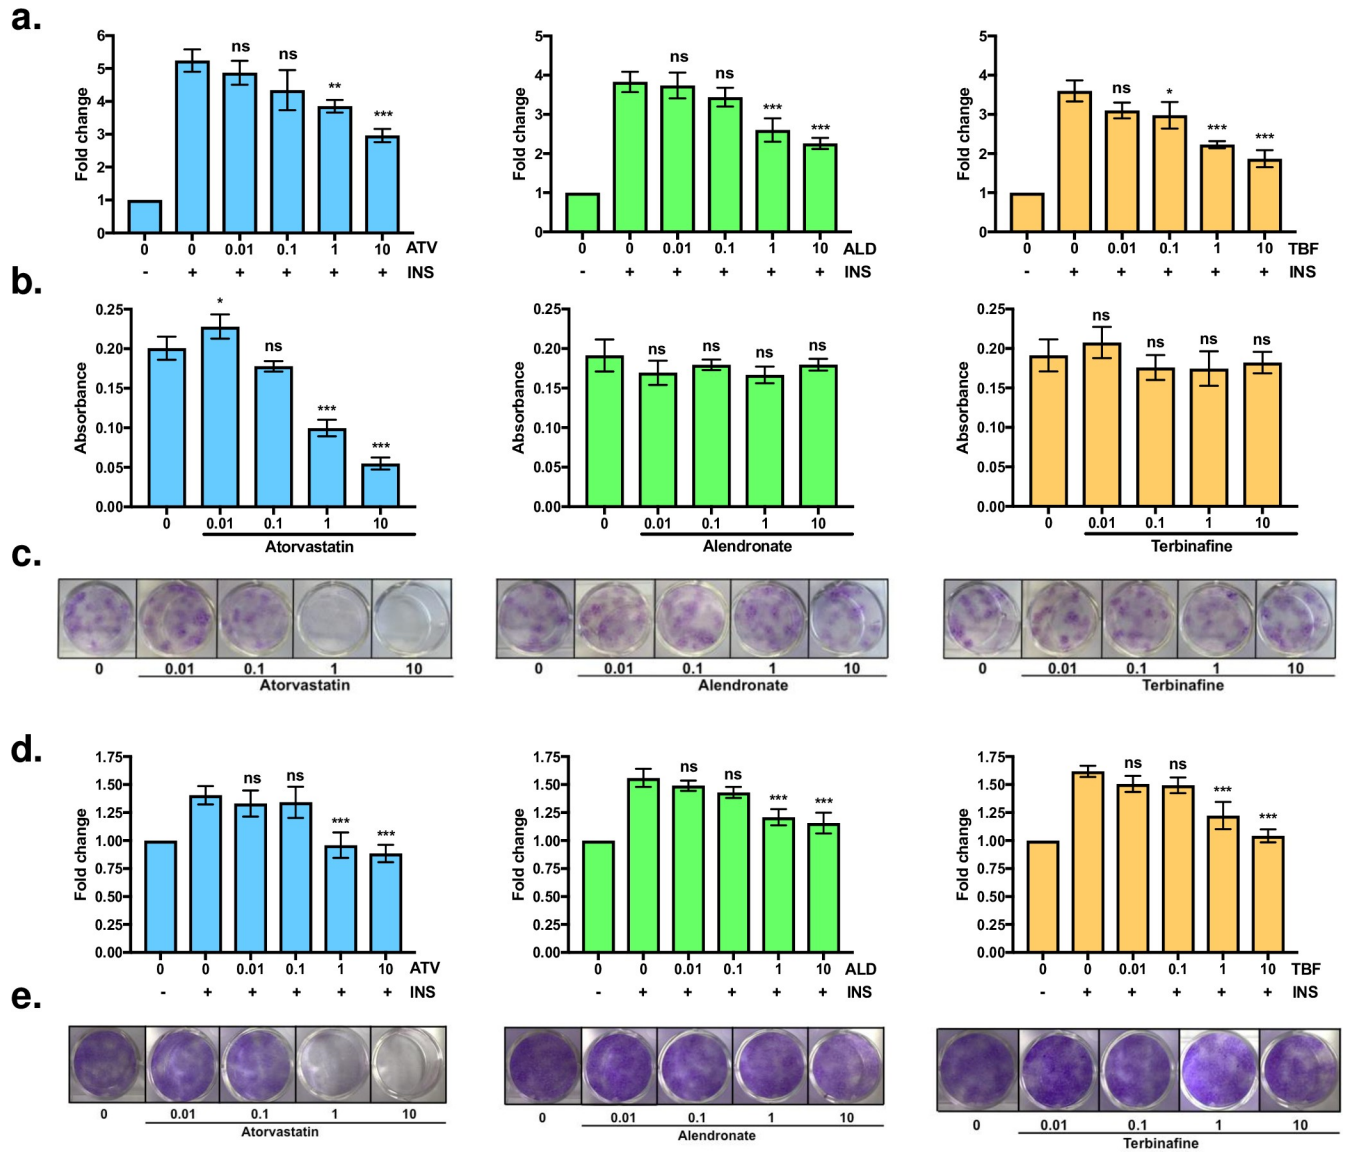 a.
6
5
4
3
2
1
0
Fold change
ns
ns
**
***
0 0 0.01 0.1 1 10 ATV
- + + + + + INS
5
4
3
2
1
0
Fold change
ns
ns
***
***
0 0 0.01 0.1 1 10 ALD
- + + + + + INS
5
4
3
2
1
0
Fold change
ns
*
***
***
0 0 0.01 0.1 1 10 TBF
- + + + + + INS
b.
0.25
0.20
0.15
0.10
0.05
0.00
Absorbance
*
ns
***
***
0 0.01 0.1 1 10
Atorvastatin
0.25
0.20
0.15
0.10
0.05
0.00
Absorbance
ns
ns
ns
ns
0 0.01 0.1 1 10
Alendronate
0.25
0.20
0.15
0.10
0.05
0.00
Absorbance
ns
ns
ns
ns
0 0.01 0.1 1 10
Terbinafine
c.
0 0.01 0.1 1 10
Atorvastatin
0 0.01 0.1 1 10
Alendronate
0 0.01 0.1 1 10
Terbinafine
d.
1.75
1.50
1.25
1.00
0.75
0.50
0.25
0.00
Fold change
ns
ns
***
***
0 0 0.01 0.1 1 10 ATV
- + + + + + INS
1.75
1.50
1.25
1.00
0.75
0.50
0.25
0.00
Fold change
ns
ns
***
***
0 0 0.01 0.1 1 10 ALD
- + + + + + INS
1.75
1.50
1.25
1.00
0.75
0.50
0.25
0.00
Fold change
ns
ns
***
***
0 0 0.01 0.1 1 10 TBF
- + + + + + INS
e.
0 0.01 0.1 1 10
Atorvastatin
0 0.01 0.1 1 10
Alendronate
0 0.01 0.1 1 10
Terbinafine